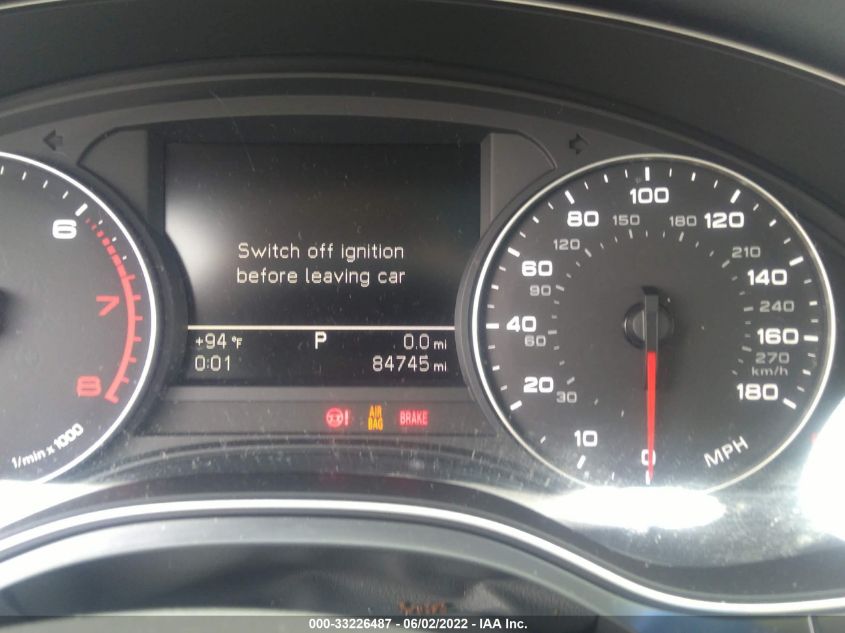 Switch off ignition
before leaving car
+94 °F P 0.0 mi
0:01 84745 mi
AIR
BAG
BRAKE
6
7
8
1/min x 1000
0
10
20
40
60
80
100
120
140
160
180
30
60
90
120
150
180
210
240
270
km/h
MPH
000-33226487 - 06/02/2022 - IAA Inc.